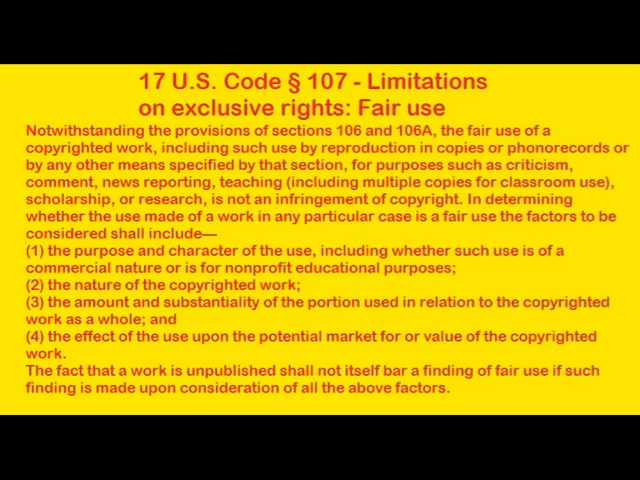 17 U.S. Code § 107 - Limitations
on exclusive rights: Fair use
Notwithstanding the provisions of sections 106 and 106A, the fair use of a
copyrighted work, including such use by reproduction in copies or phonorecords or
by any other means specified by that section, for purposes such as criticism,
comment, news reporting, teaching (including multiple copies for classroom use),
scholarship, or research, is not an infringement of copyright. In determining
whether the use made of a work in any particular case is a fair use the factors to be
considered shall include—
(1) the purpose and character of the use, including whether such use is of a
commercial nature or is for nonprofit educational purposes;
(2) the nature of the copyrighted work;
(3) the amount and substantiality of the portion used in relation to the copyrighted
work as a whole; and
(4) the effect of the use upon the potential market for or value of the copyrighted
work.
The fact that a work is unpublished shall not itself bar a finding of fair use if such
finding is made upon consideration of all the above factors.